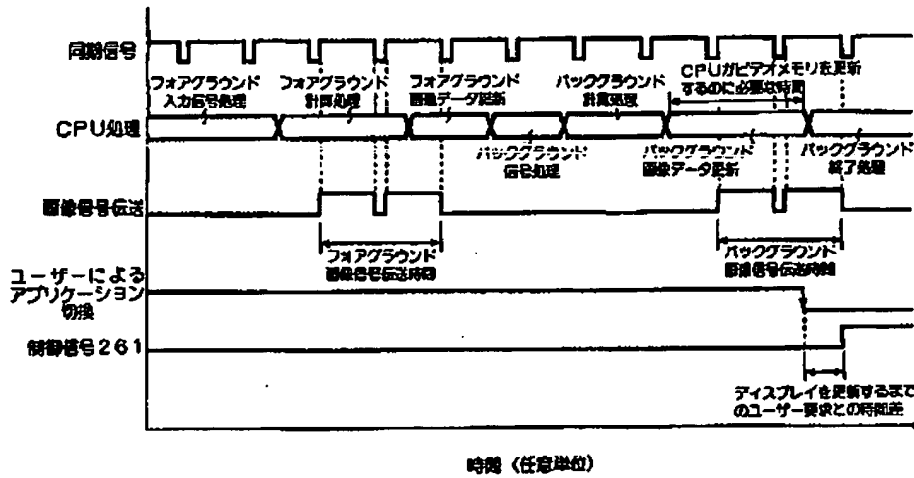 同期信号
フォアグラウンド
入力信号処理
フォアグラウンド
計算処理
フォアグラウンド
画像データ更新
バックグラウンド
計算処理
CPUがビデオメモリを更新
するのに必要な時間
CPU処理
バックグラウンド
信号処理
バックグラウンド
画像データ更新
バックグラウンド
終了処理
画像信号伝送
フォアグラウンド
画像信号伝送時間
バックグラウンド
画像信号伝送時間
ユーザーによる
アプリケーション
切換
制御信号261
ディスプレイを更新するまで
のユーザー要求との時間差
時間（任意単位）